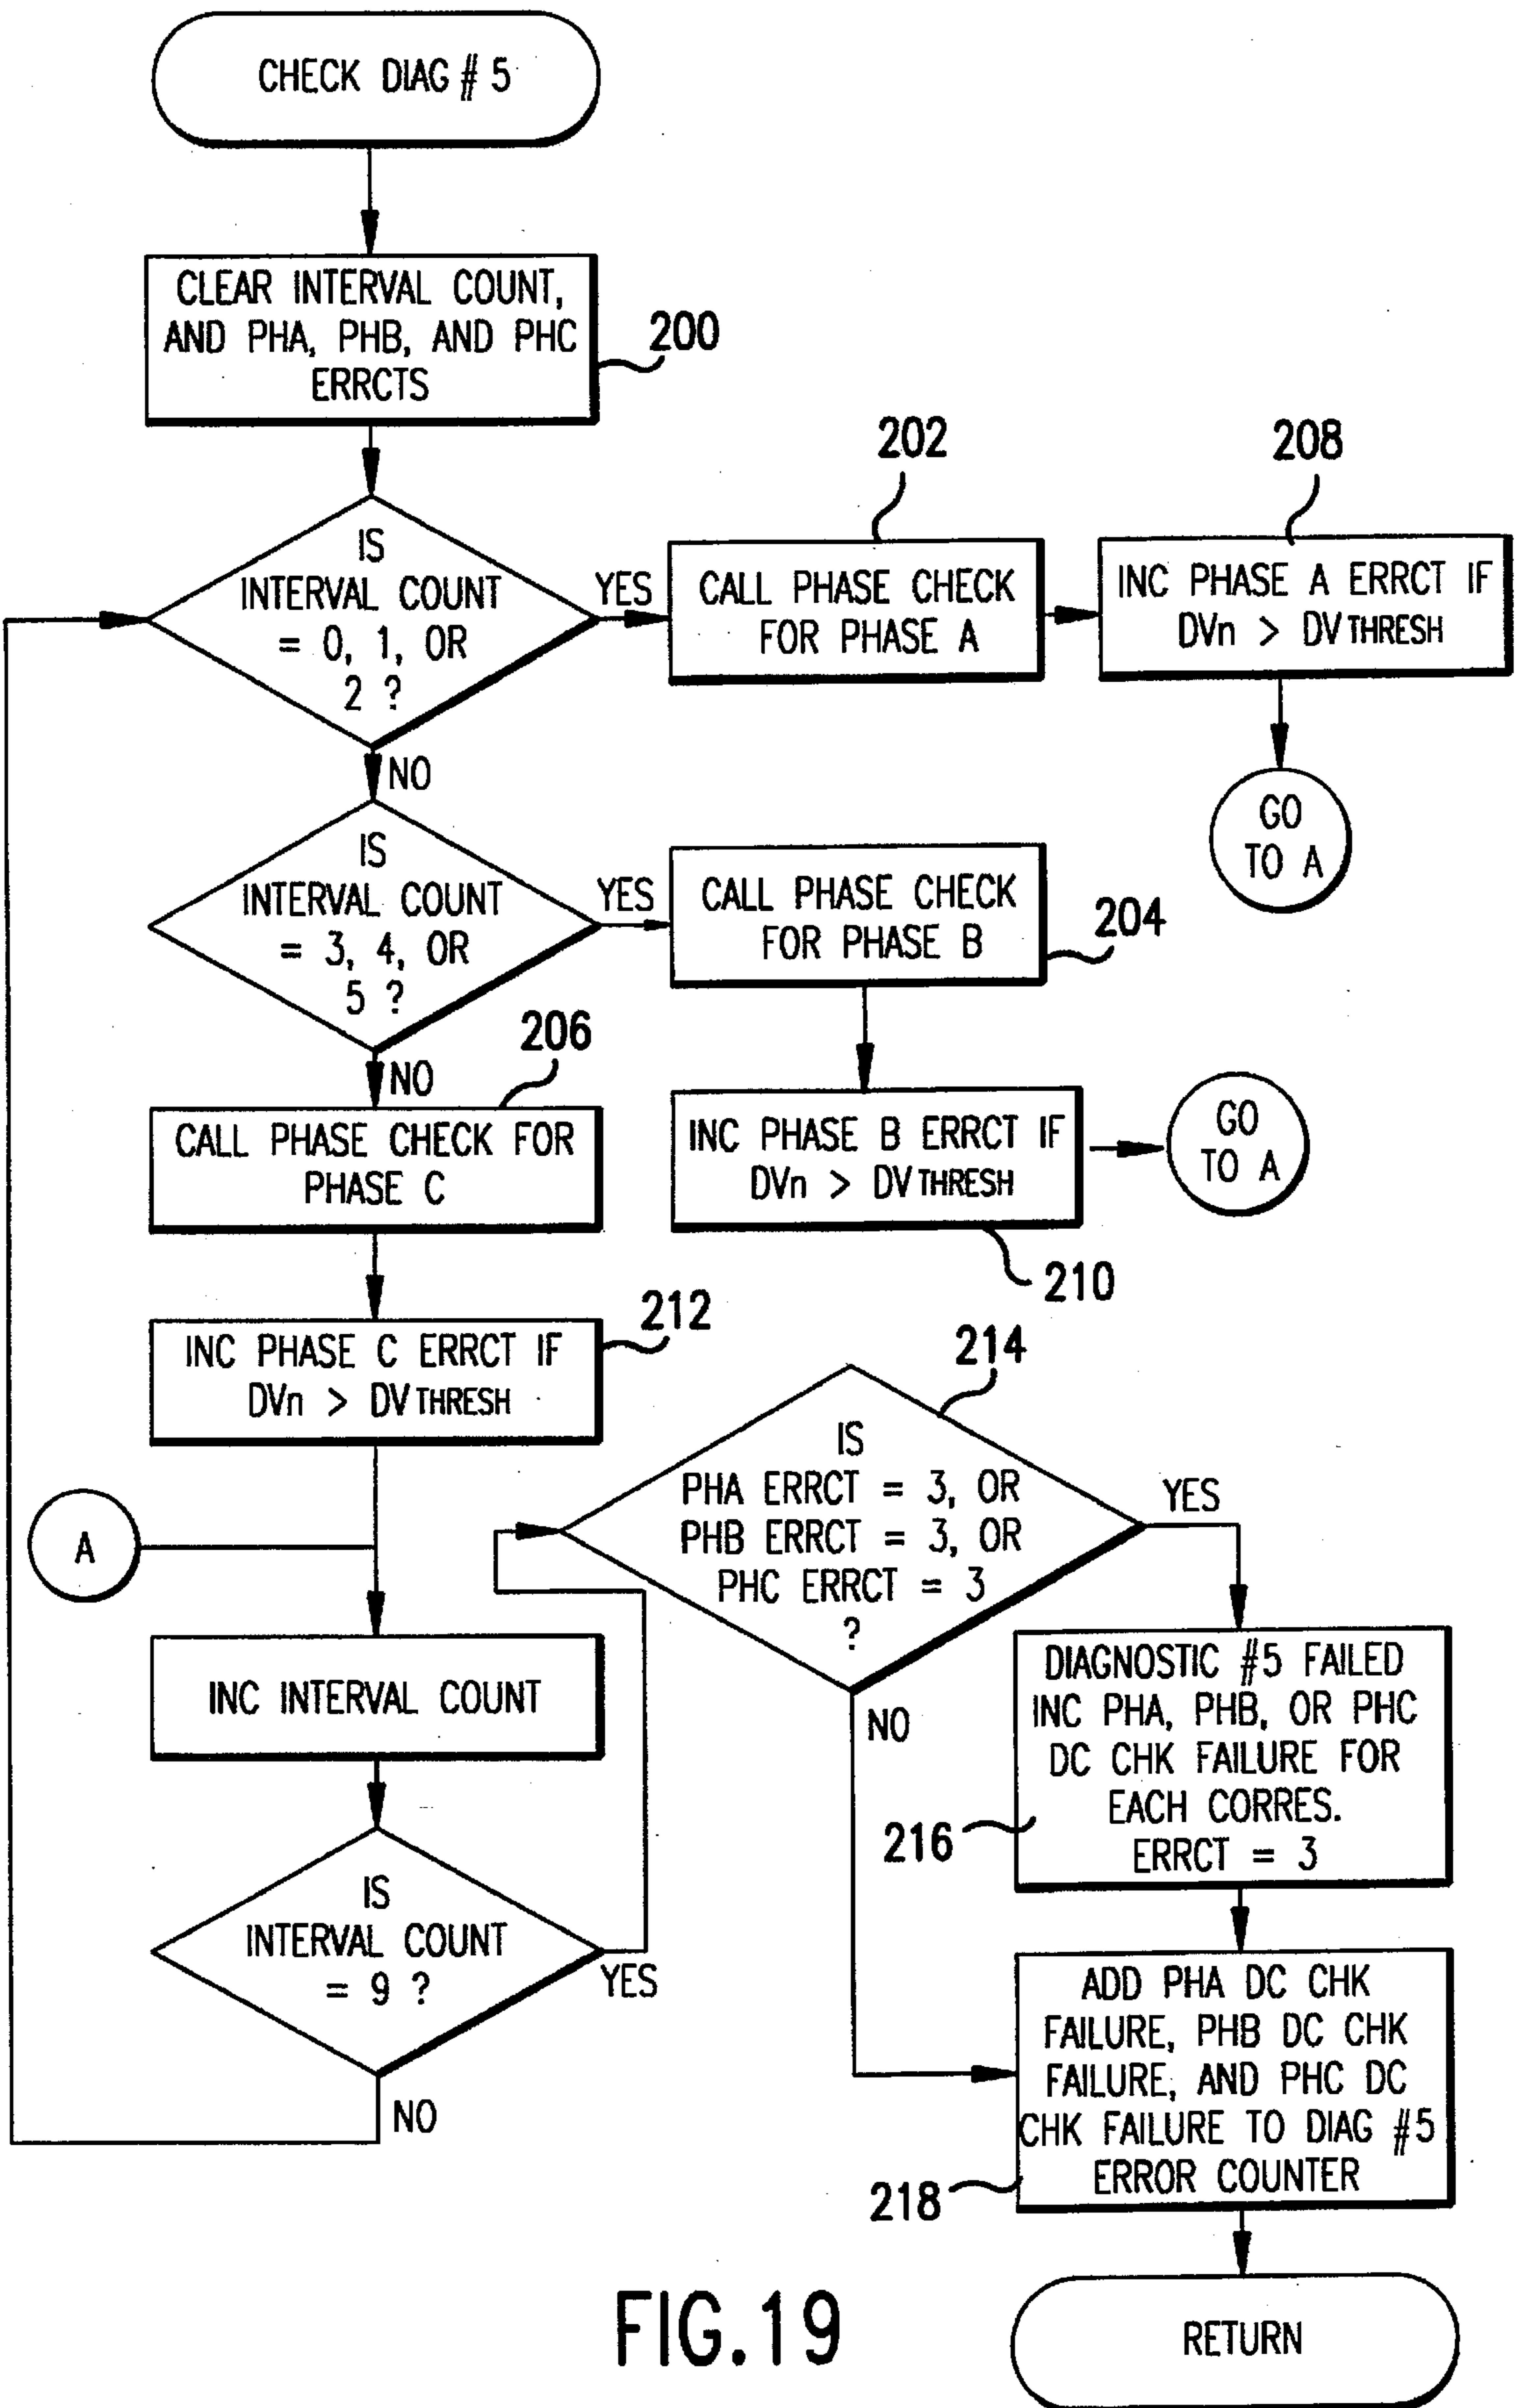 CHECK DIAG # 5
CLEAR INTERVAL COUNT,
AND PHA, PHB, AND PHC
ERRCTS
200
IS
INTERVAL COUNT
= 0, 1, OR
2 ?
YES
NO
202
CALL PHASE CHECK
FOR PHASE A
208
INC PHASE A ERRCT IF
DVn > DV THRESH
GO
TO A
IS
INTERVAL COUNT
= 3, 4, OR
5 ?
YES
NO
CALL PHASE CHECK
FOR PHASE B
204
INC PHASE B ERRCT IF
DVn > DV THRESH
210
GO
TO A
206
CALL PHASE CHECK FOR
PHASE C
INC PHASE C ERRCT IF
DVn > DV THRESH
212
A
INC INTERVAL COUNT
IS
INTERVAL COUNT
= 9 ?
YES
NO
214
IS
PHA ERRCT = 3, OR
PHB ERRCT = 3, OR
PHC ERRCT = 3
?
YES
NO
DIAGNOSTIC #5 FAILED
INC PHA, PHB, OR PHC
DC CHK FAILURE FOR
EACH CORRES.
ERRCT = 3
216
ADD PHA DC CHK
FAILURE, PHB DC CHK
FAILURE, AND PHC DC
CHK FAILURE TO DIAG #5
ERROR COUNTER
218
RETURN
FIG.19